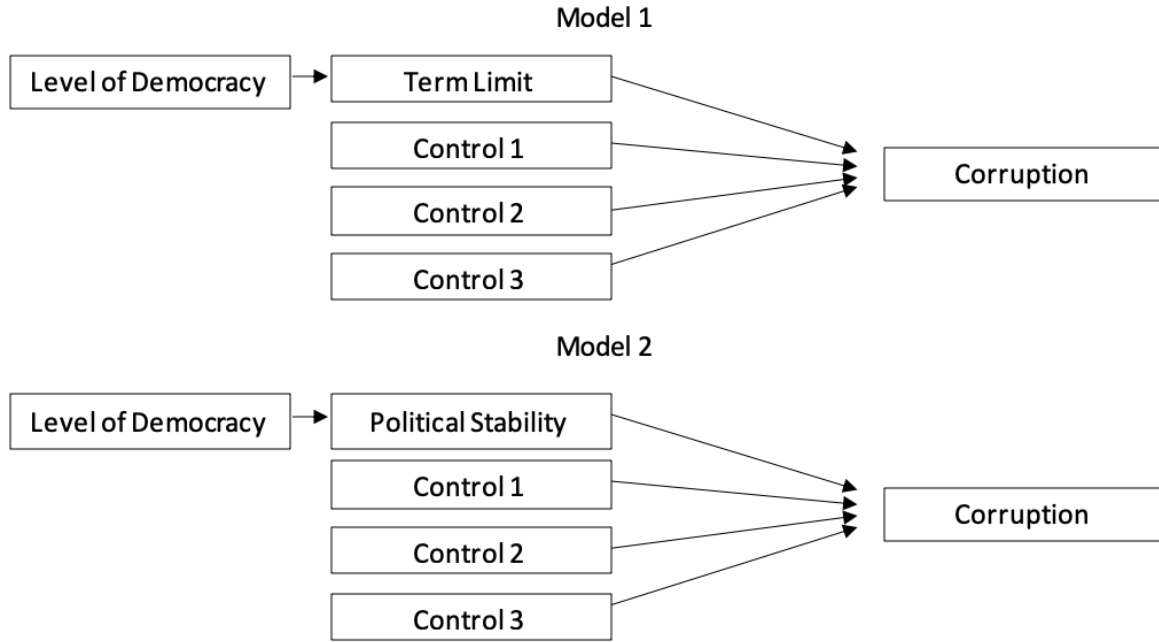 Model 1
Level of Democracy
Term Limit
Control 1
Control 2
Control 3
Corruption
Model 2
Level of Democracy
Political Stability
Control 1
Control 2
Control 3
Corruption